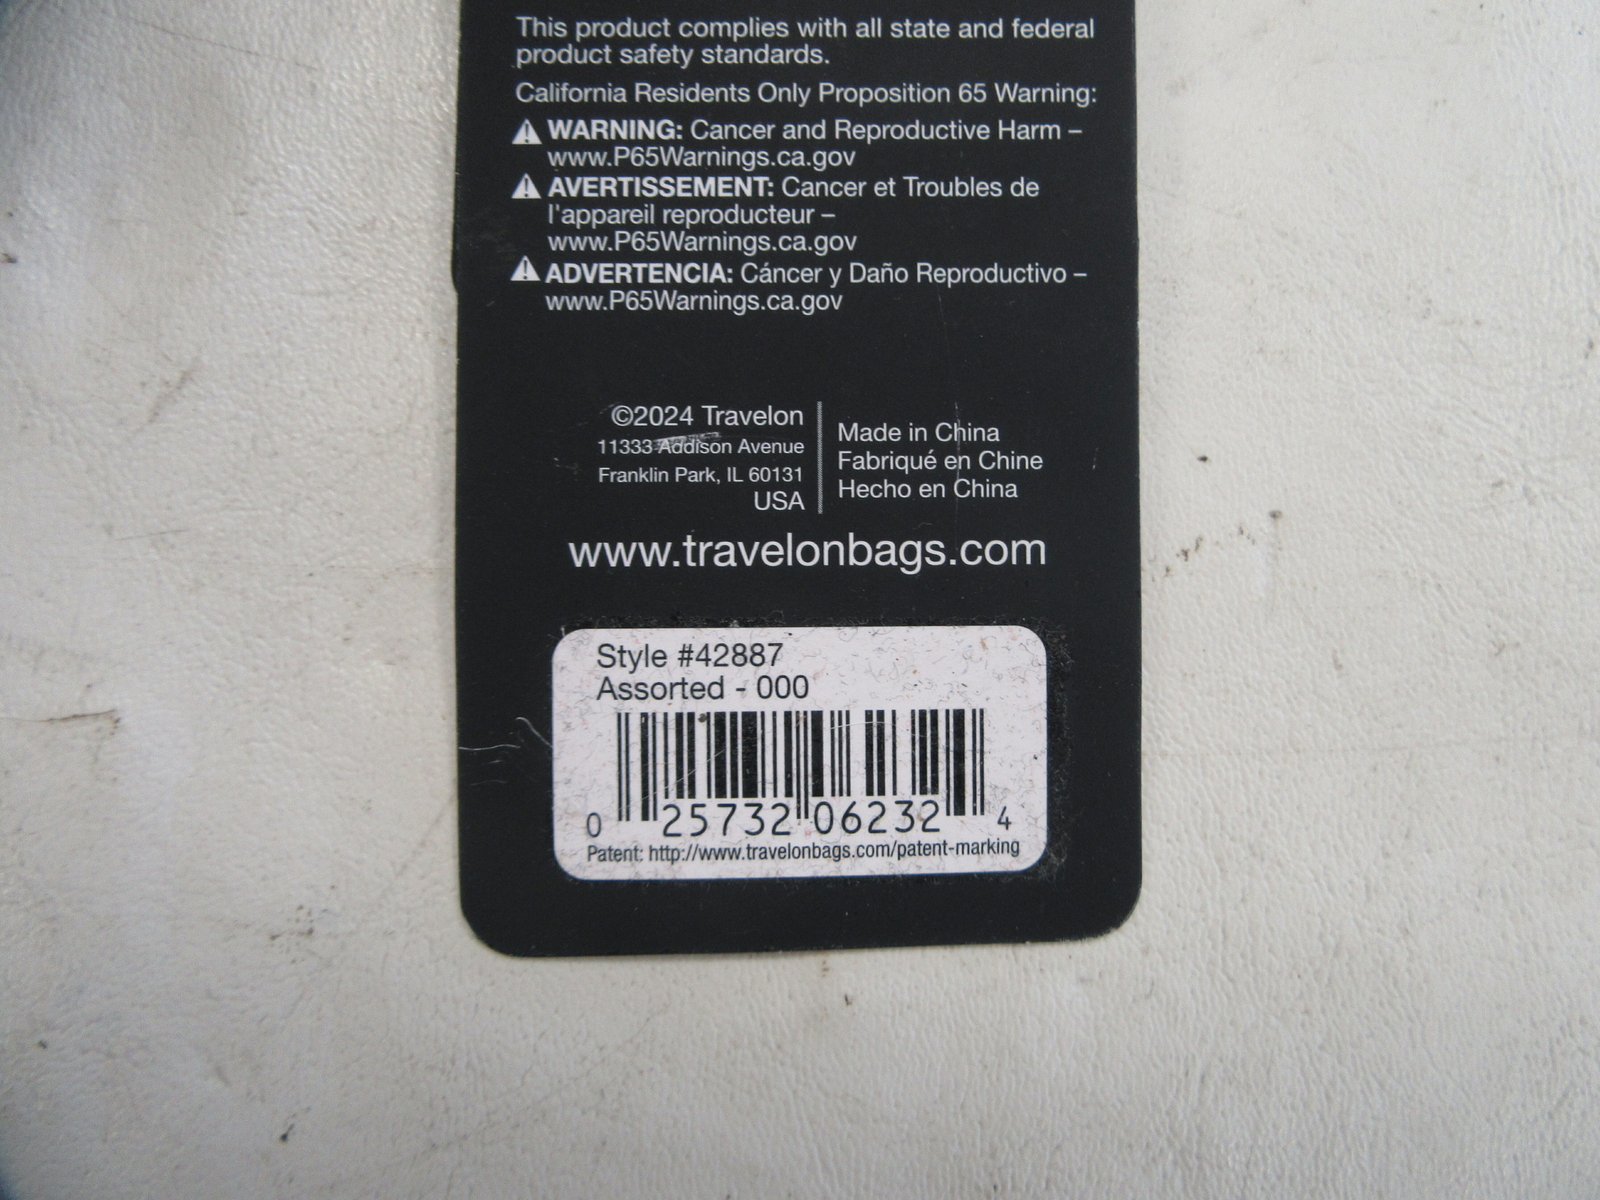 This product complies with all state and federal
product safety standards.
California Residents Only Proposition 65 Warning:
WARNING: Cancer and Reproductive Harm –
www.P65Warnings.ca.gov
AVERTISSEMENT: Cancer et Troubles de
l'appareil reproducteur –
www.P65Warnings.ca.gov
ADVERTENCIA: Cáncer y Daño Reproductivo –
www.P65Warnings.ca.gov
©2024 Travelon
11333 Addison Avenue
Franklin Park, IL 60131
USA
Made in China
Fabriqué en Chine
Hecho en China
www.travelonbags.com
Style #42887
Assorted - 000
0 25732 06232 4
Patent: http://www.travelonbags.com/patent-marking